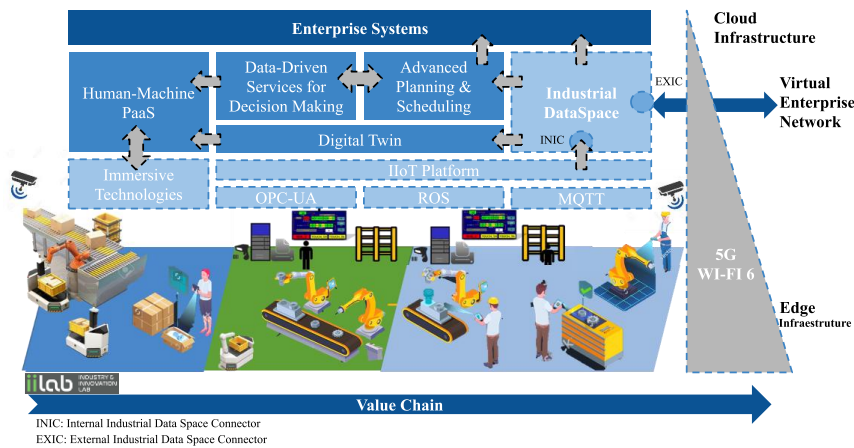 Enterprise Systems
Cloud
Infrastructure
Human-Machine
PaaS
Data-Driven
Services for
Decision Making
Advanced
Planning &
Scheduling
Industrial
DataSpace
EXIC
Virtual
Enterprise
Network
Digital Twin
INIC
Immersive
Technologies
IIoT Platform
OPC-UA
ROS
MQTT
5G
WI-FI 6
Edge
Infraestruture
iilab
INDUSTRY &
INNOVATION
LAB
Value Chain
INIC: Internal Industrial Data Space Connector
EXIC: External Industrial Data Space Connector